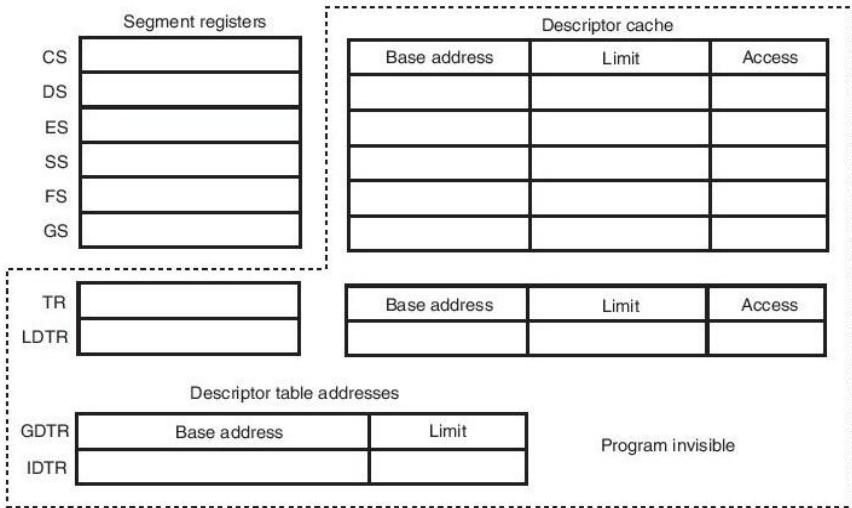 Segment registers
Descriptor cache
CS
Base address Limit Access
DS
ES
SS
FS
GS
TR
Base address Limit Access
LDTR
Descriptor table addresses
GDTR Base address Limit
Program invisible
IDTR